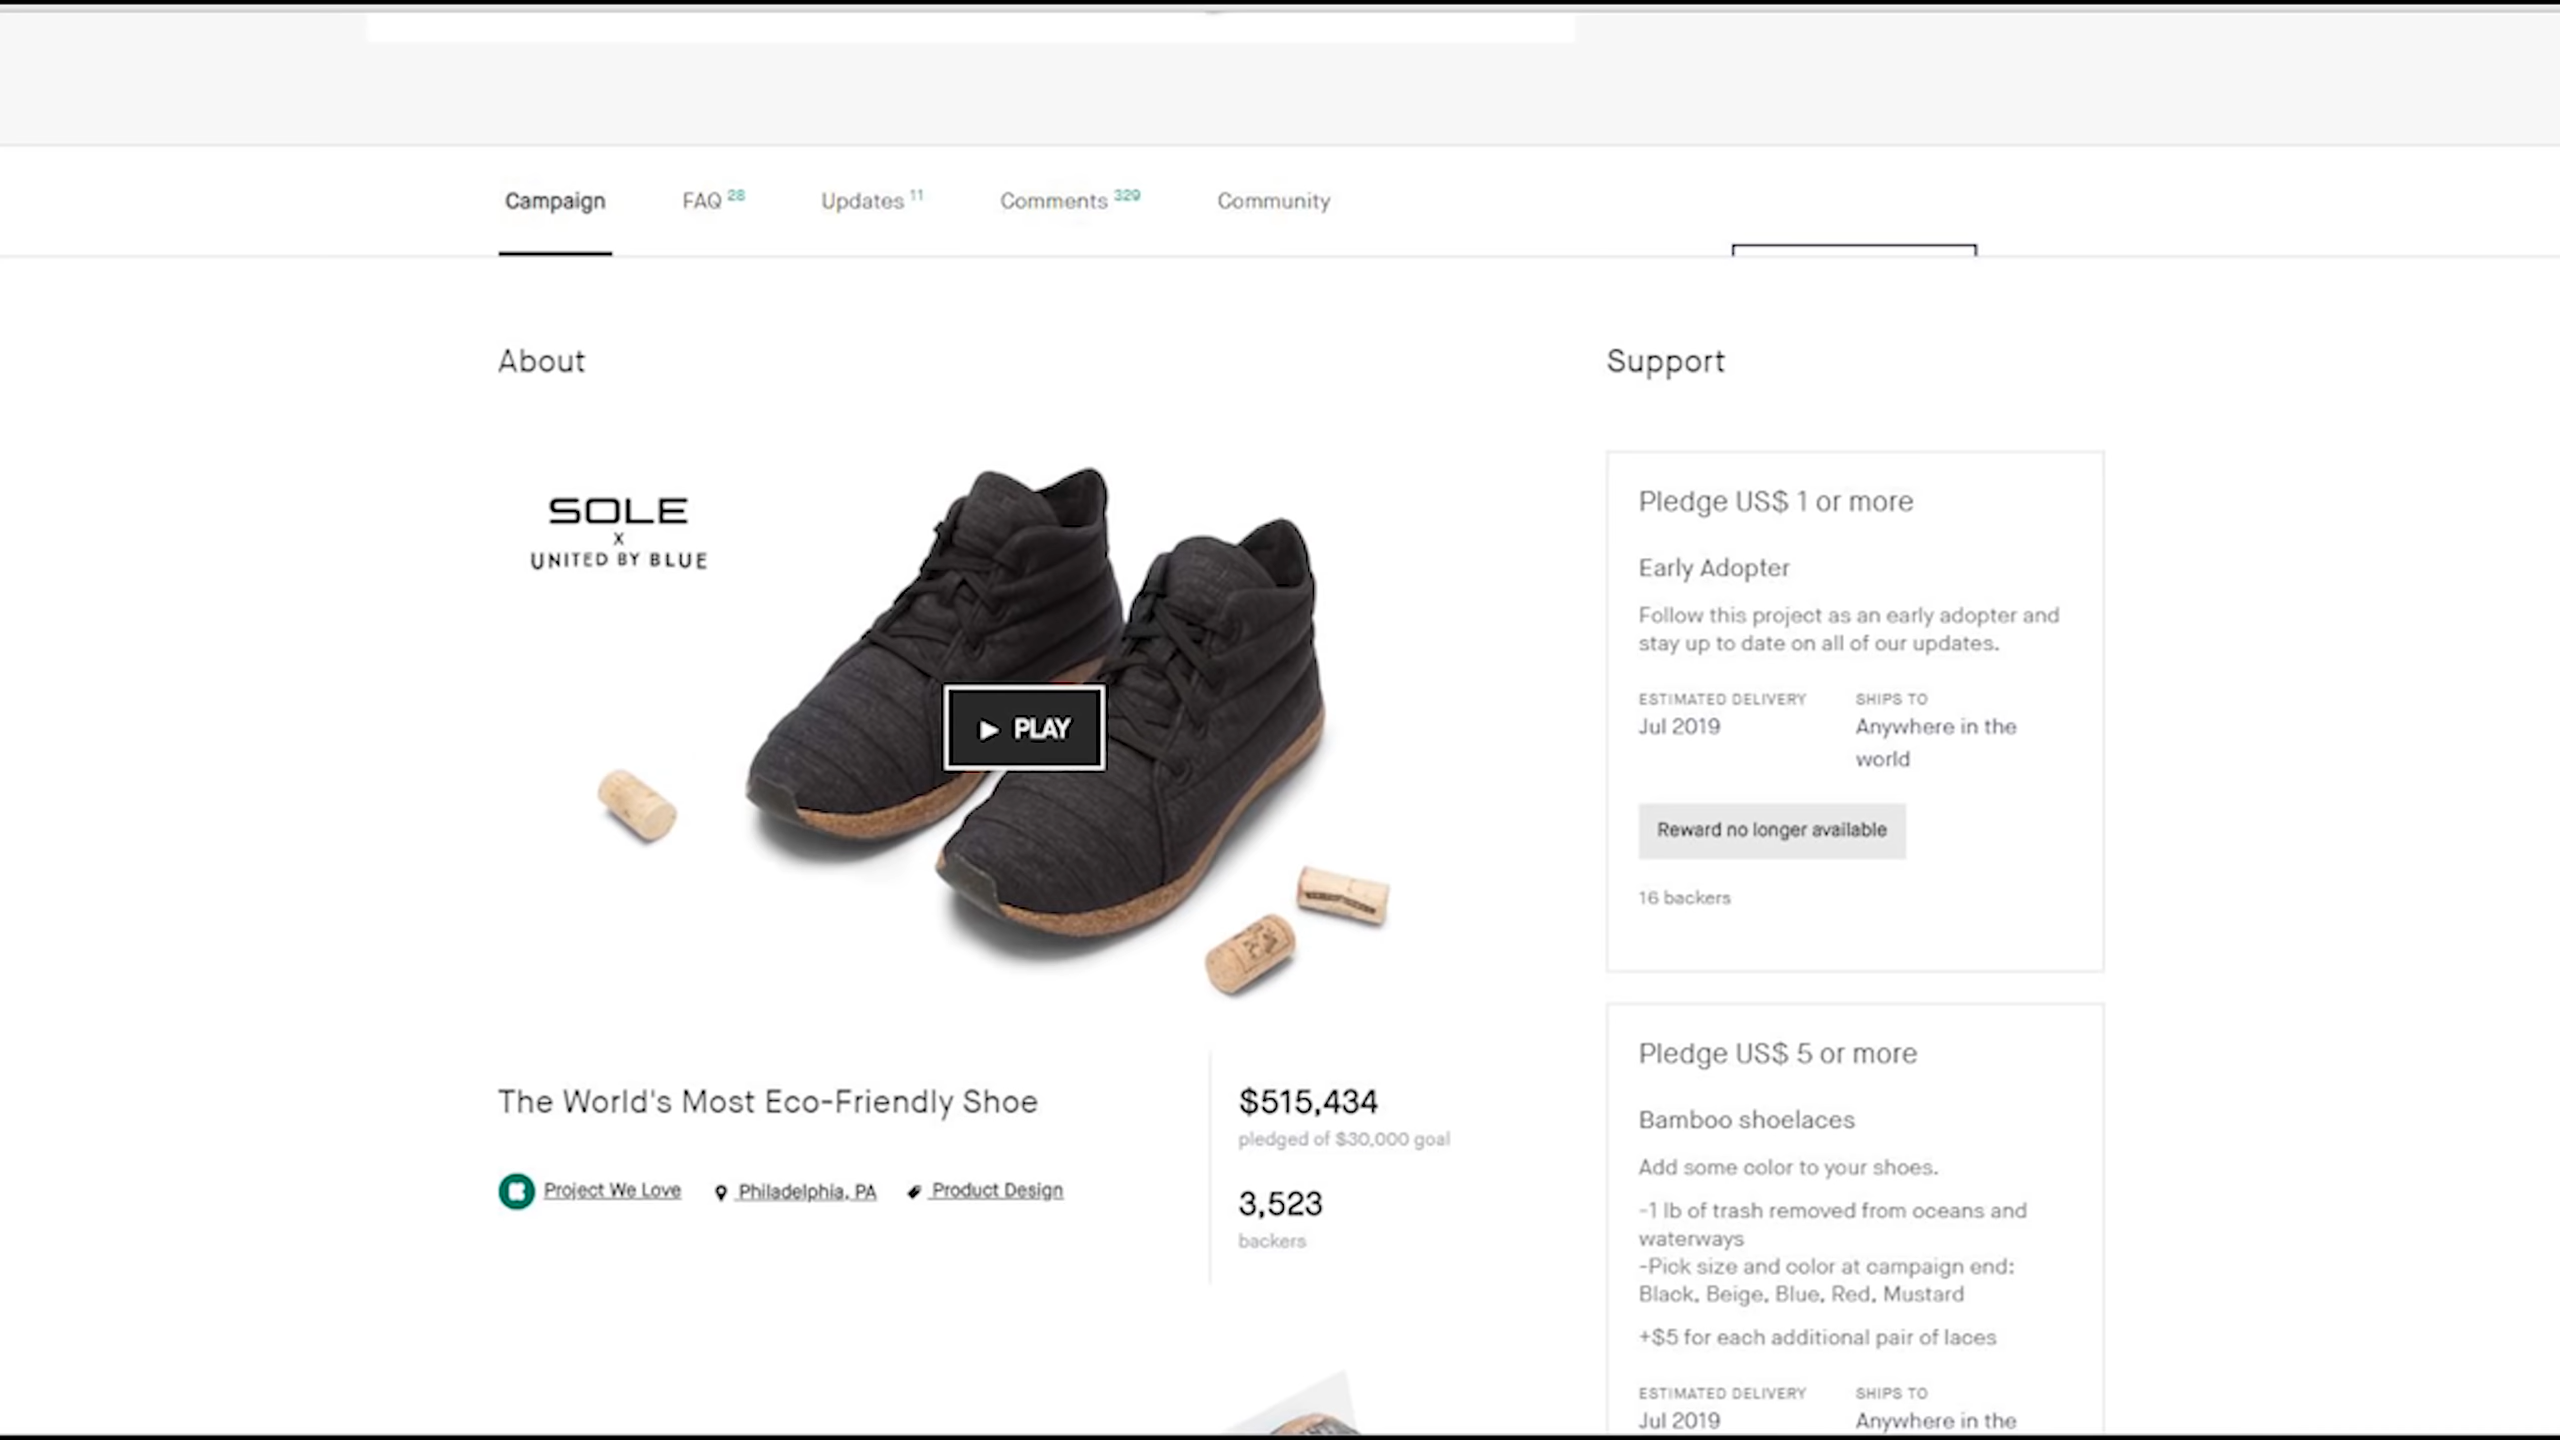 Campaign
FAQ 28
Updates 11
Comments 329
Community
About
Support
SOLE
X
UNITED BY BLUE
PLAY
The World's Most Eco-Friendly Shoe
Project We Love
Philadelphia, PA
Product Design
$515,434
pledged of $30,000 goal
3,523
backers
Pledge US$ 1 or more
Early Adopter
Follow this project as an early adopter and
stay up to date on all of our updates.
ESTIMATED DELIVERY
Jul 2019
SHIPS TO
Anywhere in the
world
Reward no longer available
16 backers
Pledge US$ 5 or more
Bamboo shoelaces
Add some color to your shoes.
-1 lb of trash removed from oceans and
waterways
-Pick size and color at campaign end:
Black, Beige, Blue, Red, Mustard
+$5 for each additional pair of laces
ESTIMATED DELIVERY
Jul 2019
SHIPS TO
Anywhere in the